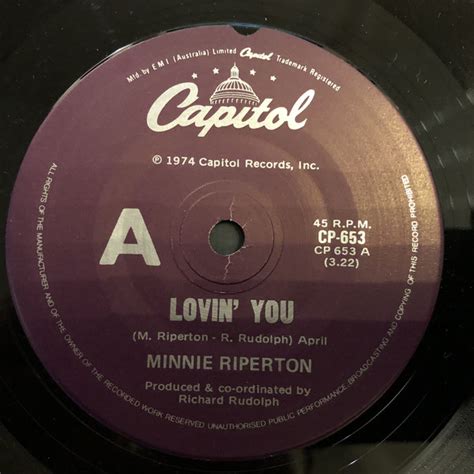 Mfd. by E M I (Australia) Limited Capitol Trademark Registered
Capitol
℗ 1974 Capitol Records, Inc.
A
45 R.P.M.
CP-653
CP 653 A
(3.22)
LOVIN' YOU
(M. Riperton - R. Rudolph) April
MINNIE RIPERTON
Produced & co-ordinated by
Richard Rudolph
ALL RIGHTS OF THE MANUFACTURER AND OF THE OWNER OF THE RECORDED WORK RESERVED UNAUTHORISED PUBLIC PERFORMANCE, BROADCASTING AND COPYING OF THIS RECORD PROHIBITED